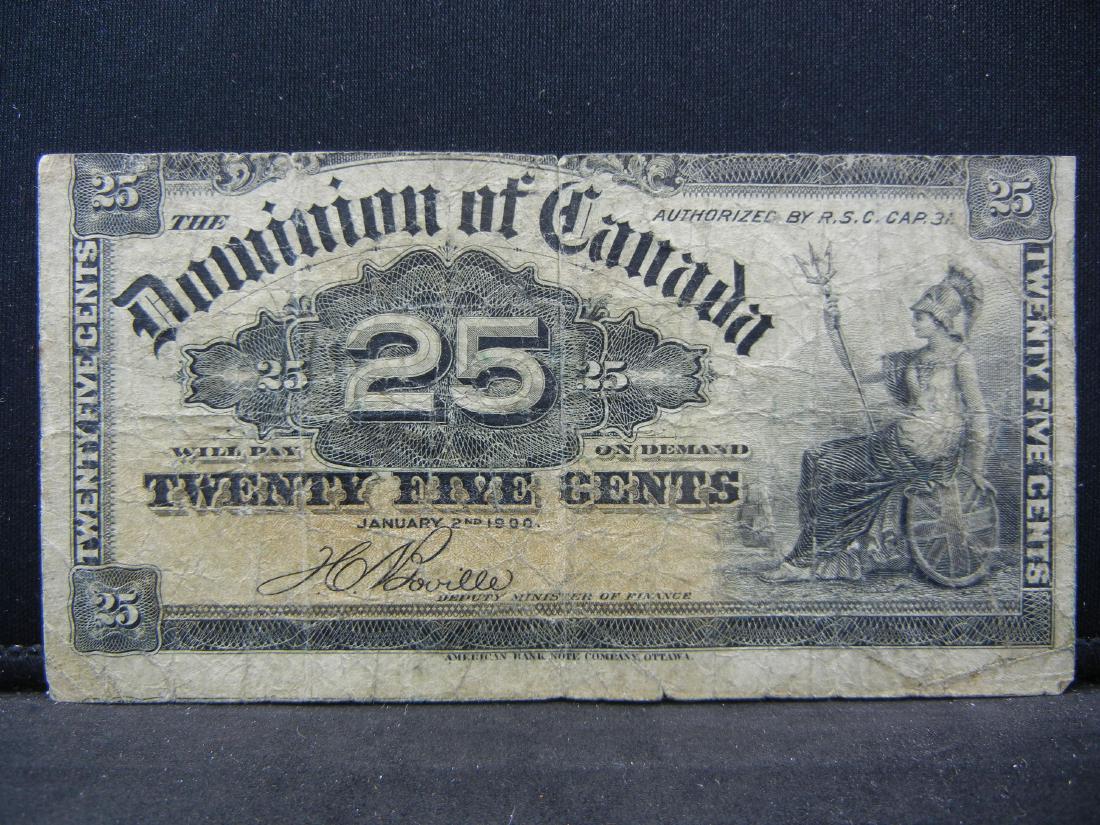 25
25
THE
Dominion of Canada
AUTHORIZED BY R.S.C. CAP. 31.
TWENTY FIVE CENTS
25
25
25
TWENTY FIVE CENTS
WILL PAY ON DEMAND
TWENTY FIVE CENTS
JANUARY 2ND 1900.
DEPUTY MINISTER OF FINANCE
25
AMERICAN BANK NOTE COMPANY, OTTAWA.